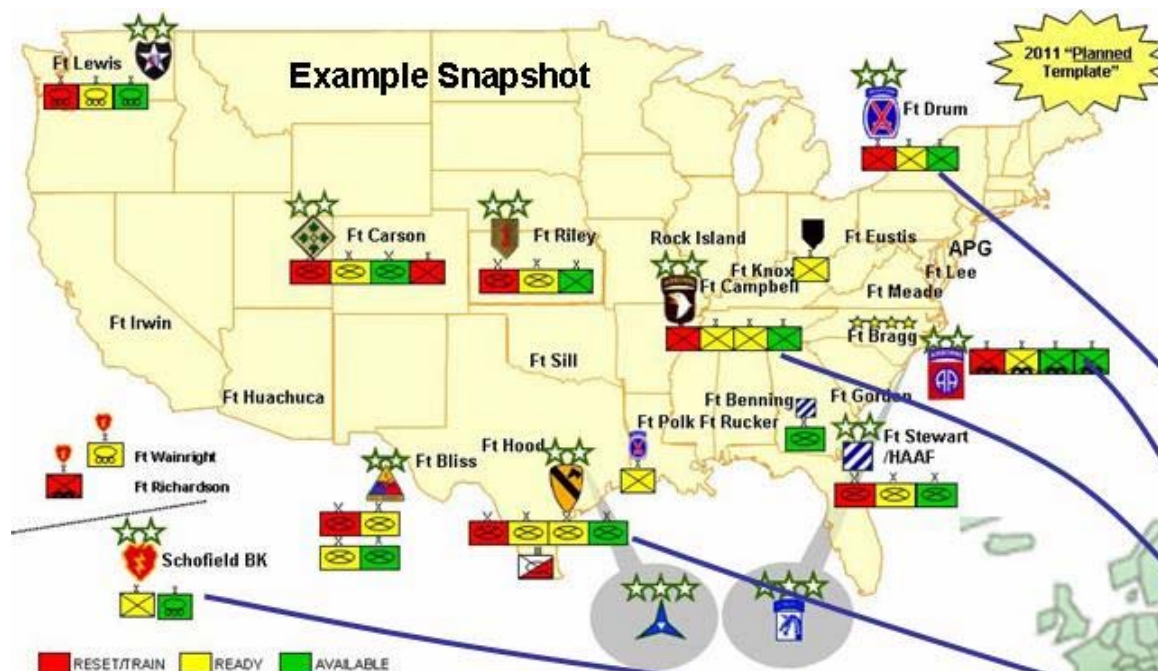 Example Snapshot
2011 "Planned
Template"
Ft Lewis
Ft Drum
Ft Carson
Ft Riley
Rock Island
Ft Eustis
APG
Ft Knox
Ft Lee
Ft Campbell
Ft Meade
Ft Irwin
Ft Bragg
AIRBORNE
AA
Ft Sill
Ft Huachuca
Ft Benning
Ft Gordon
Ft Polk Ft Rucker
Ft Hood
Ft Stewart
/HAAF
Ft Bliss
Ft Wainright
Ft Richardson
Schofield BK
RESET/TRAIN
READY
AVAILABLE